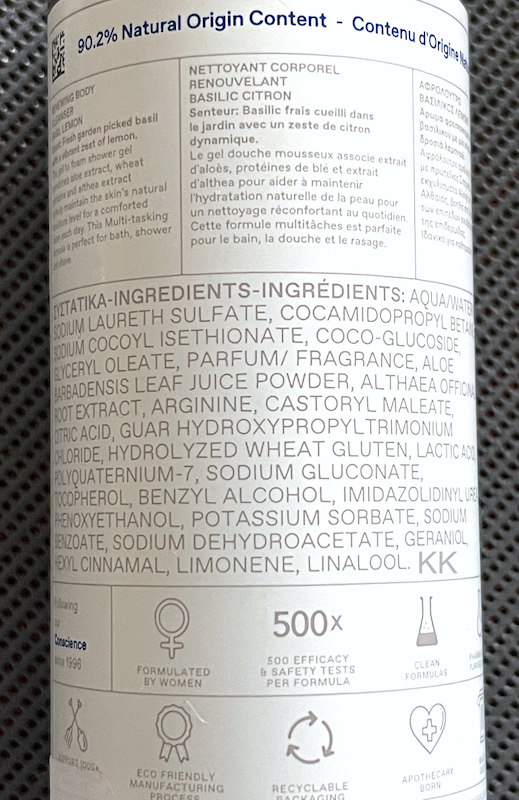 90.2% Natural Origin Content - Contenu d'Origine
BODY
LEMON
Fresh garden picked basil
vibrant zest of lemon.
to foam shower gel
aloe extract, wheat
and althea extract
maintain the skin's natural
level for a comforted
each day. This Multi-tasking
is perfect for bath, shower
shave.
NETTOYANT CORPOREL
RENOUVELANT
BASILIC CITRON
Senteur: Basilic frais cueilli dans
le jardin avec un zeste de citron
dynamique.
Le gel douche mousseux associe extrait
d'aloès, protéines de blé et extrait
d'althea pour aider à maintenir
l'hydratation naturelle de la peau pour
un nettoyage réconfortant au quotidien.
Cette formule multitâches est parfaite
pour le bain, la douche et le rasage.
ΑΦΡΟΛΟΥΤΡΟ
ΒΑΣΙΛΙΚΟΣ
ΣΥΣΤΑΤΙΚΑ-INGREDIENTS-INGRÉDIENTS: AQUA/WATER
SODIUM LAURETH SULFATE, COCAMIDOPROPYL
SODIUM COCOYL ISETHIONATE, COCO-GLUCOSIDE,
GLYCERYL OLEATE, PARFUM/ FRAGRANCE, ALOE
BARBADENSIS LEAF JUICE POWDER, ALTHAEA
ROOT EXTRACT, ARGININE, CASTORYL MALEATE,
CITRIC ACID, GUAR HYDROXYPROPYLTRIMONIUM
CHLORIDE, HYDROLYZED WHEAT GLUTEN, LACTIC ACID,
POLYQUATERNIUM-7, SODIUM GLUCONATE,
TOCOPHEROL, BENZYL ALCOHOL, IMIDAZOLIDINYL
PHENOXYETHANOL, POTASSIUM SORBATE, SODIUM
BENZOATE, SODIUM DEHYDROACETATE, GERANIOL,
HEXYL CINNAMAL, LIMONENE, LINALOOL. KK
Following
our
Conscience
since 1996
FORMULATED
BY WOMEN
500x
500 EFFICACY
& SAFETY TESTS
PER FORMULA
CLEAN
FORMULAS
ECO FRIENDLY
MANUFACTURING
PROCESS
RECYCLABLE
PACKAGING
APOTHECARY
BORN